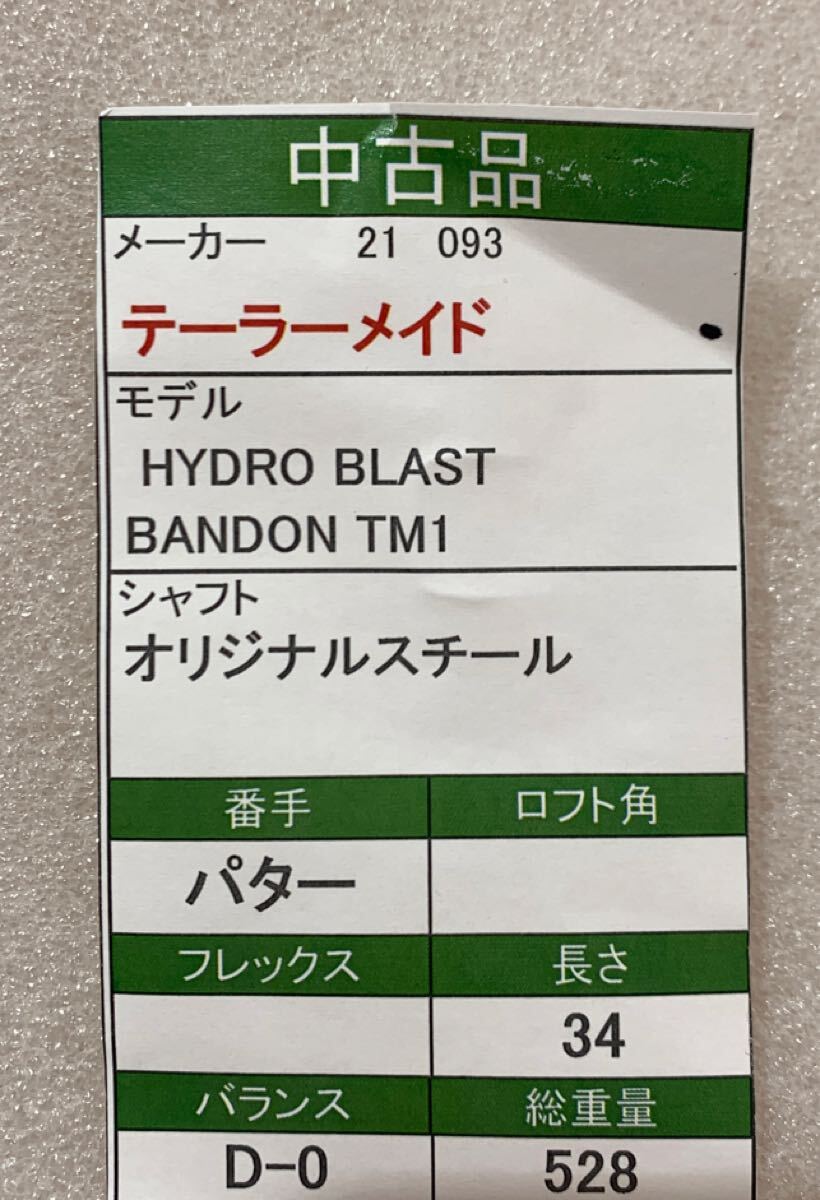 中古品
メーカー 21 093
テーラーメイド
モデル
HYDRO BLAST
BANDON TM1
シャフト
オリジナルスチール
番手 ロフト角
パター
フレックス 長さ
34
バランス 総重量
D-0 528